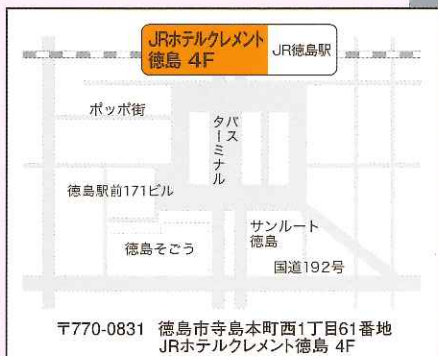 JRホテルクレメント
徳島 4F
JR徳島駅
ポッポ街
バス
ターミナル
徳島駅前171ビル
サンルート
徳島
徳島そごう
国道192号
〒770-0831 徳島市寺島本町西1丁目61番地
JRホテルクレメント徳島 4F